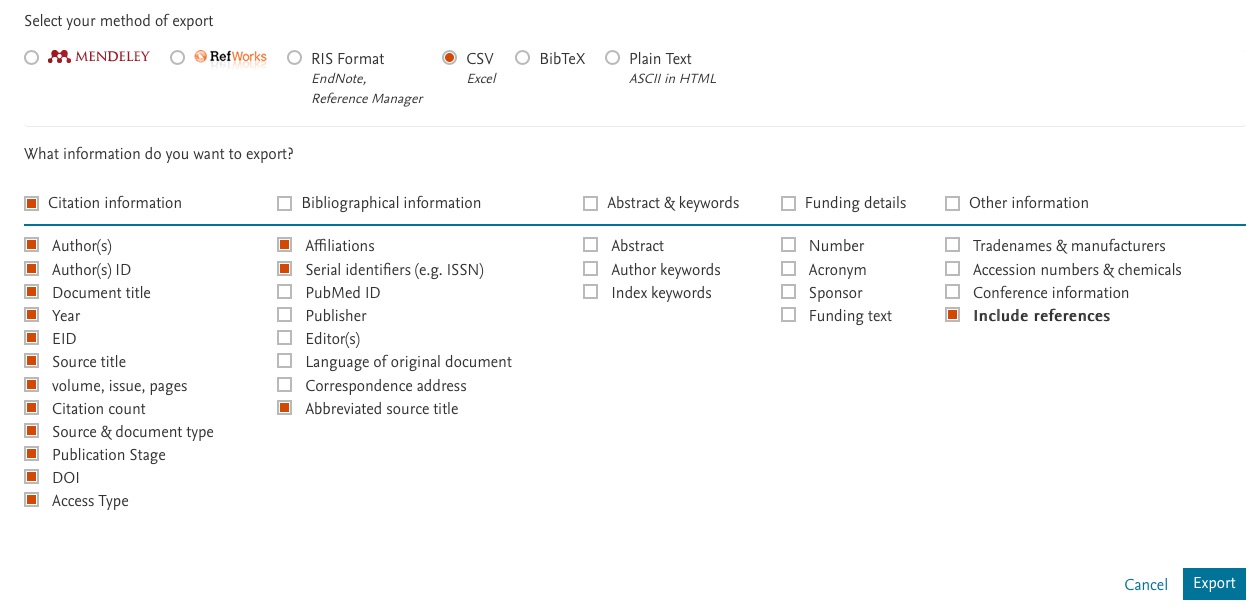 Select your method of export
MENDELEY RefWorks RIS Format CSV BibTeX Plain Text
EndNote, Excel ASCII in HTML
Reference Manager
What information do you want to export?
Citation information Bibliographical information Abstract & keywords Funding details Other information
Author(s) Affiliations Abstract Number Tradenames & manufacturers
Author(s) ID Serial identifiers (e.g. ISSN) Author keywords Acronym Accession numbers & chemicals
Document title PubMed ID Index keywords Sponsor Conference information
Year Publisher Funding text Include references
EID Editor(s)
Source title Language of original document
volume, issue, pages Correspondence address
Citation count Abbreviated source title
Source & document type
Publication Stage
DOI
Access Type
Cancel Export